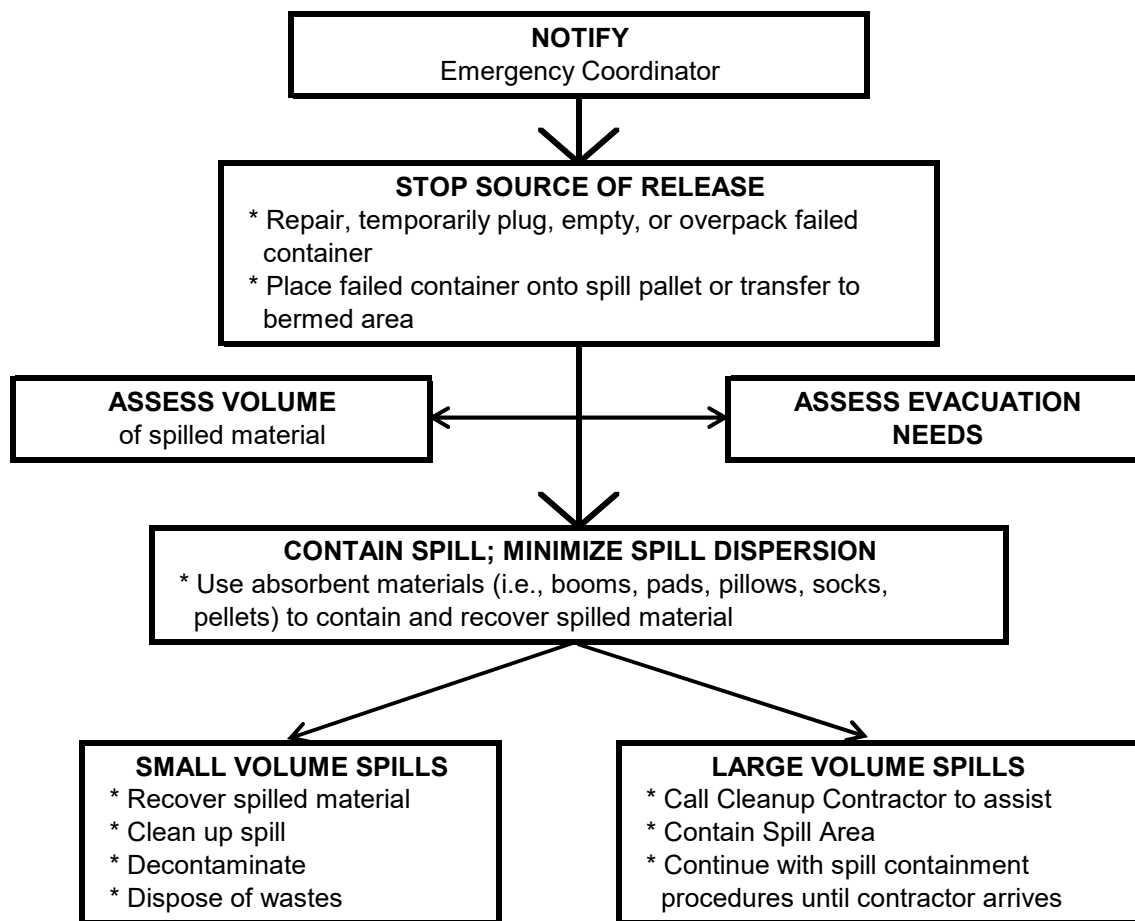 NOTIFY
Emergency Coordinator
STOP SOURCE OF RELEASE
* Repair, temporarily plug, empty, or overpack failed
container
* Place failed container onto spill pallet or transfer to
bermed area
ASSESS VOLUME
of spilled material
ASSESS EVACUATION
NEEDS
CONTAIN SPILL; MINIMIZE SPILL DISPERSION
* Use absorbent materials (i.e., booms, pads, pillows, socks,
pellets) to contain and recover spilled material
SMALL VOLUME SPILLS
* Recover spilled material
* Clean up spill
* Decontaminate
* Dispose of wastes
LARGE VOLUME SPILLS
* Call Cleanup Contractor to assist
* Contain Spill Area
* Continue with spill containment
procedures until contractor arrives